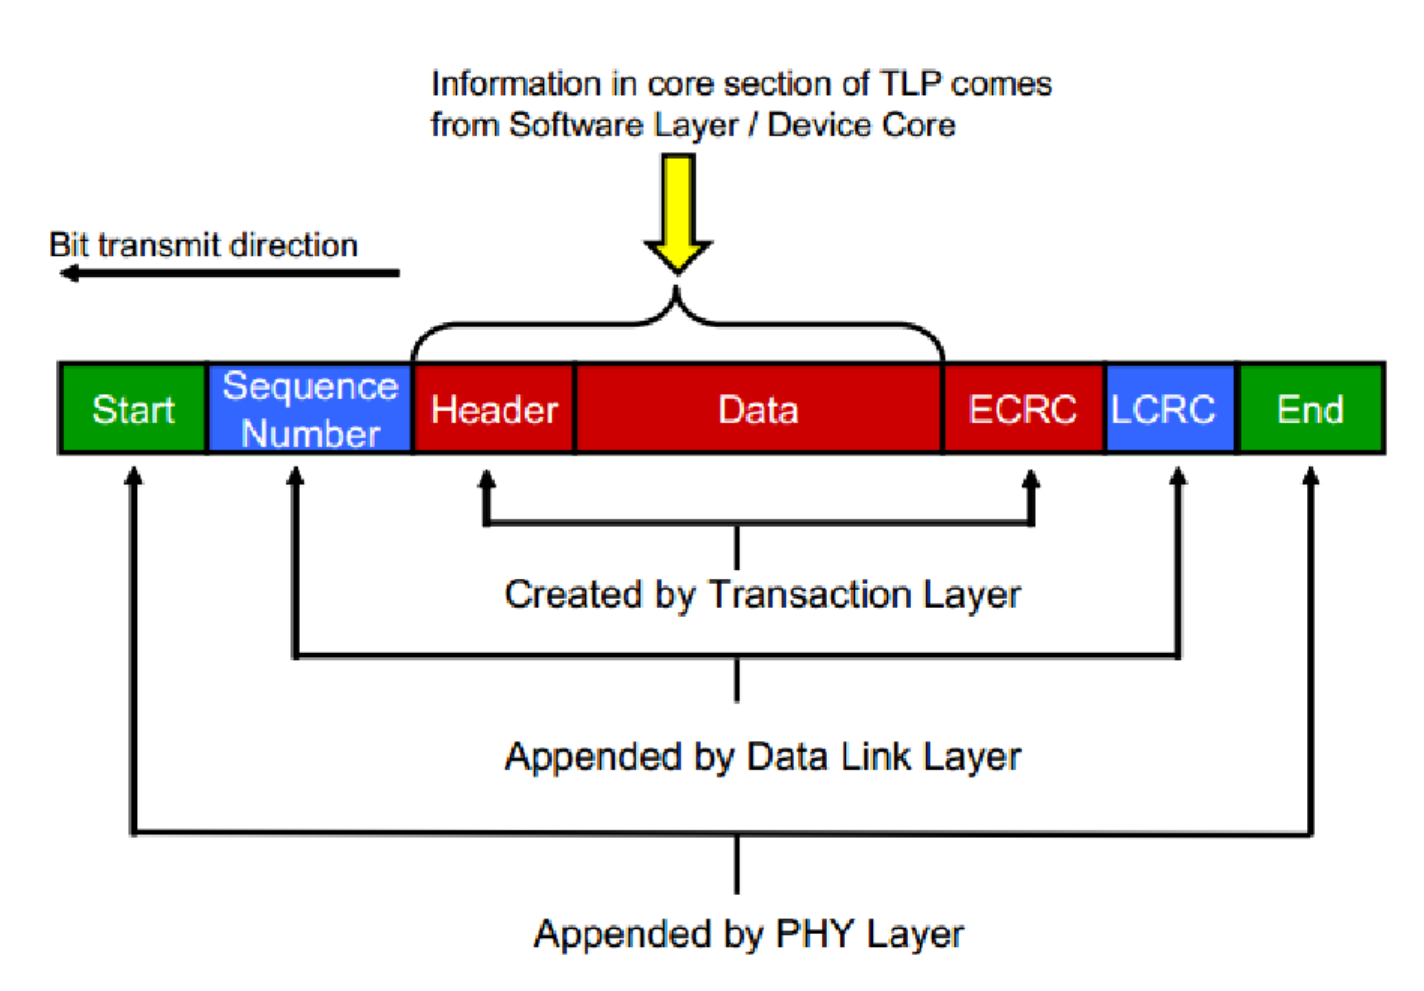 Information in core section of TLP comes
from Software Layer / Device Core
Bit transmit direction
Start
Sequence
Number
Header
Data
ECRC
LCRC
End
Created by Transaction Layer
Appended by Data Link Layer
Appended by PHY Layer